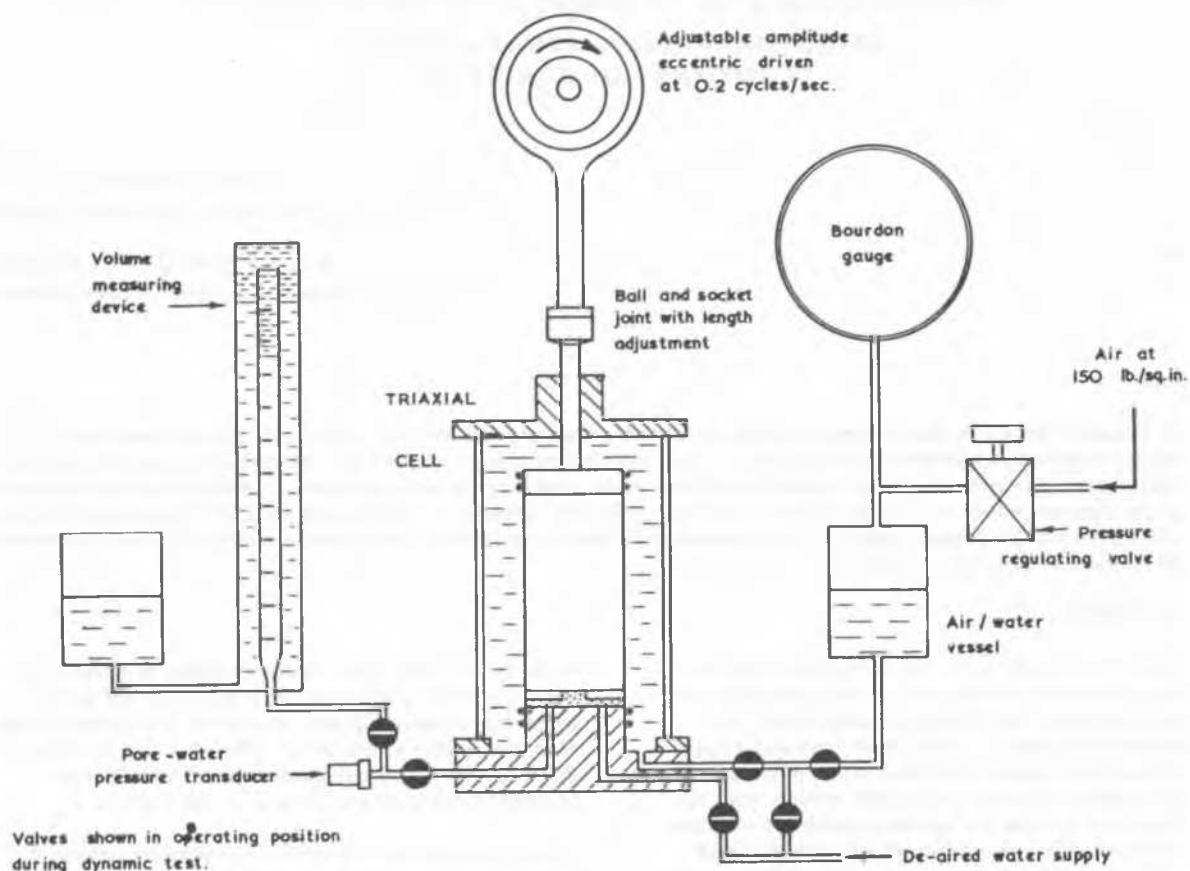 Adjustable amplitude
eccentric driven
at 0.2 cycles/sec.
Bourdon
gauge
Volume
measuring
device
Ball and socket
joint with length
adjustment
Air at
150 lb./sq.in.
TRIAXIAL
CELL
Pressure
regulating valve
Air / water
vessel
Pore-water
pressure transducer
Valves shown in operating position
during dynamic test.
De-aired water supply